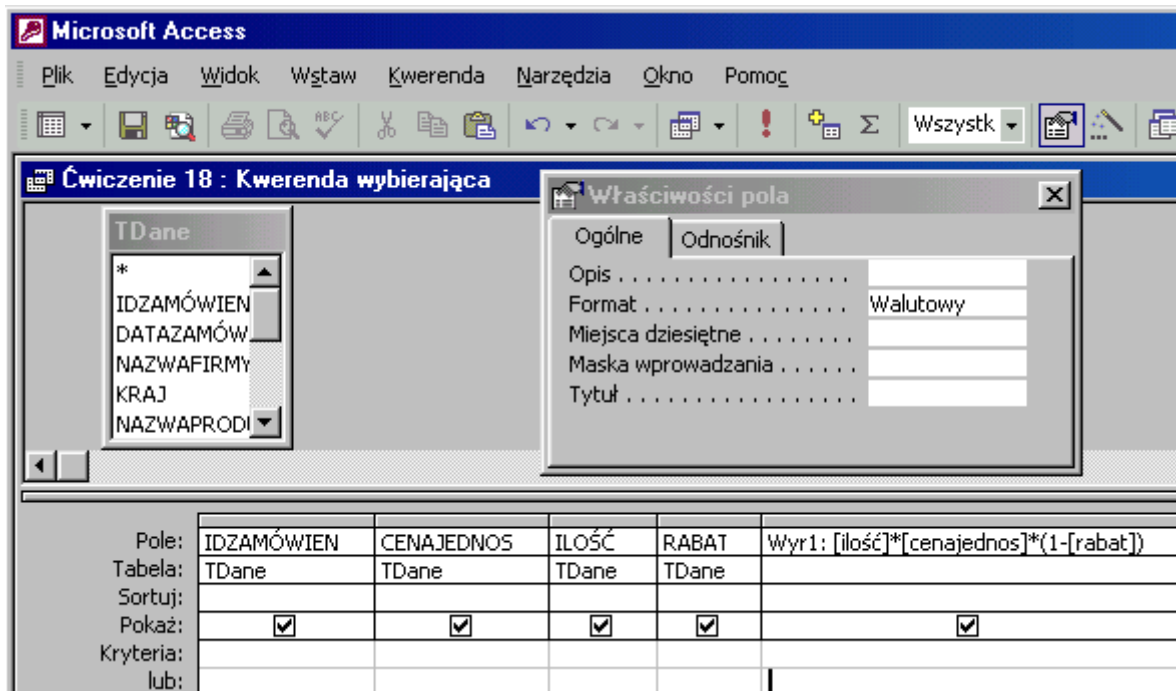 Microsoft Access
Plik Edycja Widok Wstaw Kwerenda Narzędzia Okno Pomoc
ABC
Wszystk
Ćwiczenie 18 : Kwerenda wybierająca
TDane
*
IDZAMÓWIEN
DATAZAMÓW
NAZWAFIRMY
KRAJ
NAZWAPRODU
Właściwości pola
Ogólne Odnośnik
Opis . . . . . . . . . . . . . . . . .
Format . . . . . . . . . . . . . . . Walutowy
Miejsca dziesiętne . . . . . . . .
Maska wprowadzania . . . . . .
Tytuł . . . . . . . . . . . . . . . . .
Pole: IDZAMÓWIEN CENAJEDNOS ILOŚĆ RABAT Wyr1: [ilość]*[cenajednos]*(1-[rabat])
Tabela: TDane TDane TDane TDane
Sortuj:
Pokaż:
Kryteria:
lub: